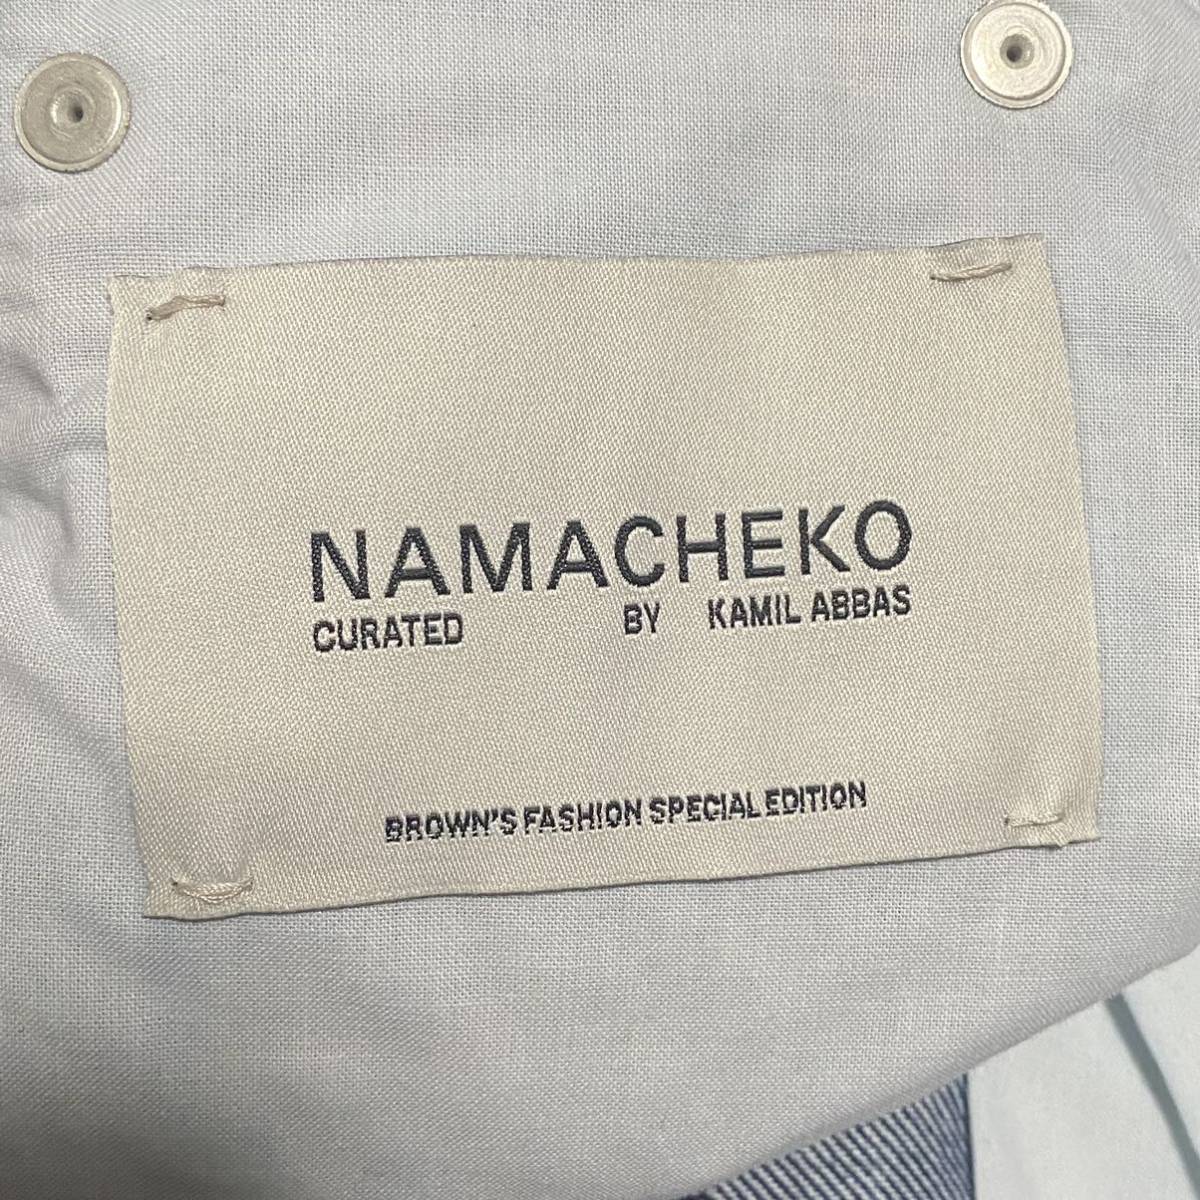 NAMACHEKO
CURATED BY KAMIL ABBAS
BROWN'S FASHION SPECIAL EDITION